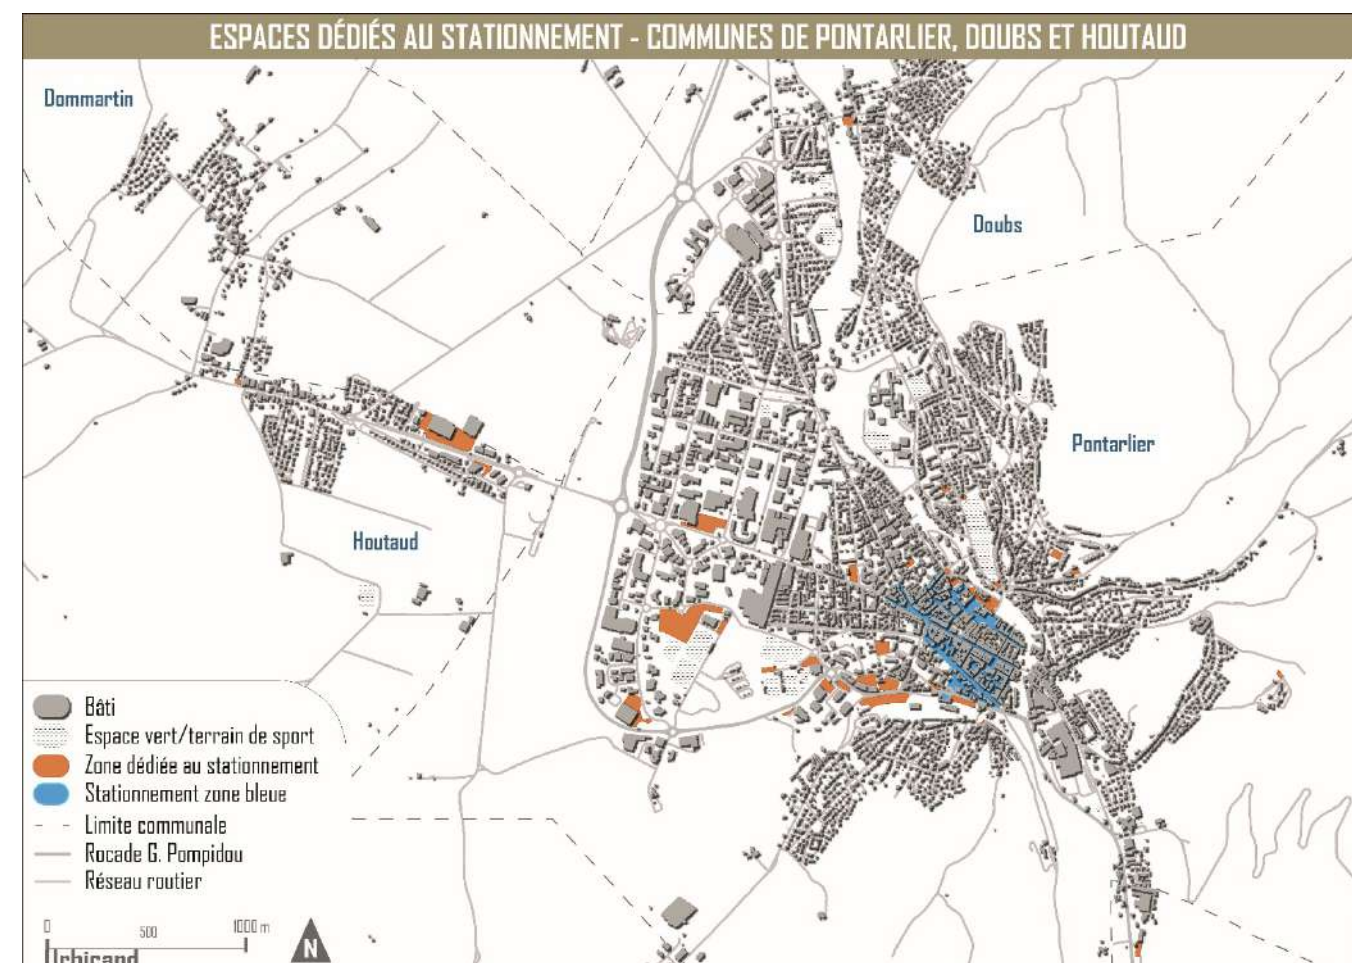 ESPACES DÉDIÉS AU STATIONNEMENT - COMMUNES DE PONTARLIER, DOUBS ET HOUTAUD
Dommartin
Doubs
Pontarlier
Houtaud
Bâti
Espace vert/terrain de sport
Zone dédiée au stationnement
Stationnement zone bleue
Limite communale
Rocade G. Pompidou
Réseau routier
0 500 1000 m
N
Urbicand